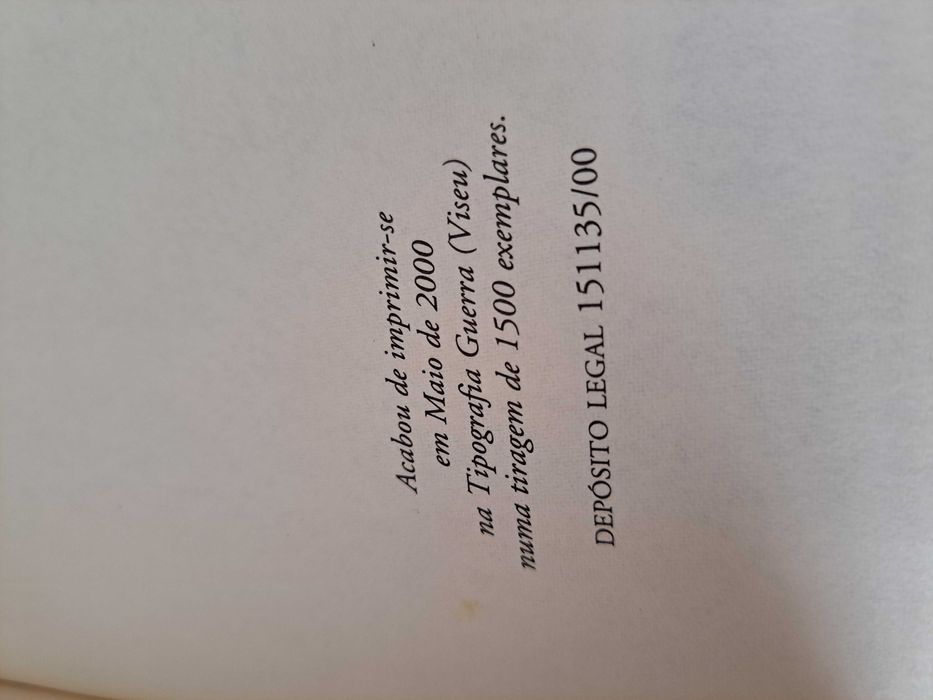 Acabou de imprimir-se
em Maio de 2000
na Tipografia Guerra (Viseu)
numa tiragem de 1500 exemplares.
DEPÓSITO LEGAL 151135/00